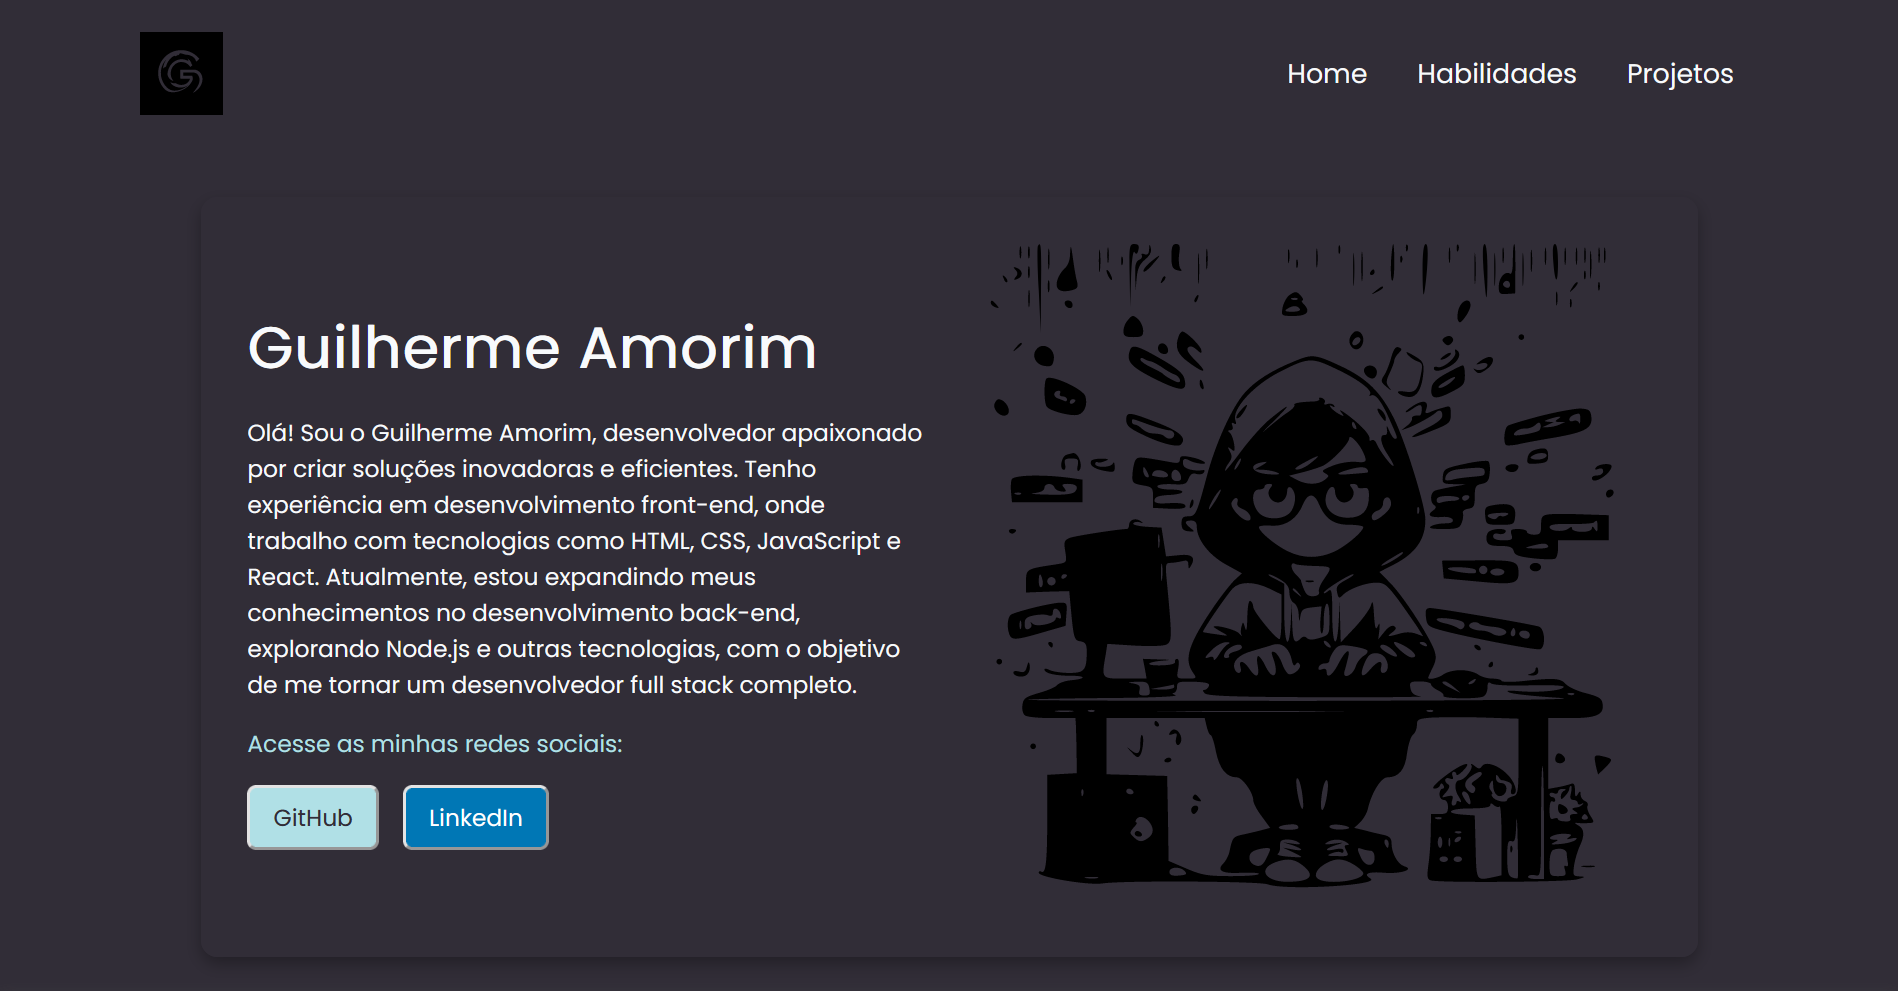 G
Home Habilidades Projetos
Guilherme Amorim
Olá! Sou o Guilherme Amorim, desenvolvedor apaixonado
por criar soluções inovadoras e eficientes. Tenho
experiência em desenvolvimento front-end, onde
trabalho com tecnologias como HTML, CSS, JavaScript e
React. Atualmente, estou expandindo meus
conhecimentos no desenvolvimento back-end,
explorando Node.js e outras tecnologias, com o objetivo
de me tornar um desenvolvedor full stack completo.
Acesse as minhas redes sociais:
GitHub LinkedIn